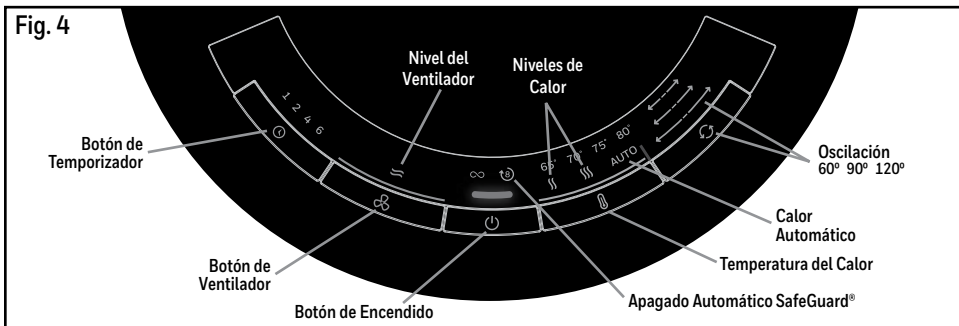 Fig. 4
Nivel del
Ventilador
Niveles de
Calor
Botón de
Temporizador
1 2 4 6
∞
8
65° 70° 75° 80°
AUTO
Oscilación
60º 90º 120º
Calor
Automático
Botón de
Ventilador
Temperatura del Calor
Botón de Encendido
Apagado Automático SafeGuard®